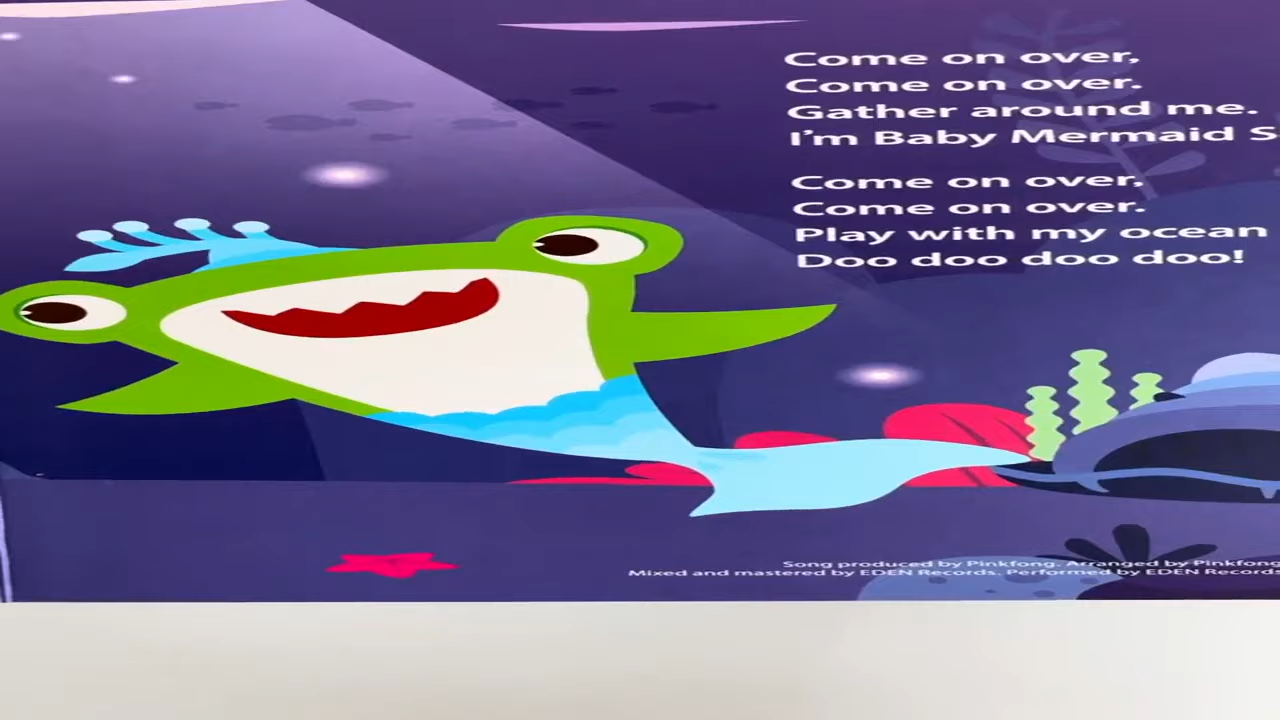 Come on over,
Come on over.
Gather around me.
I'm Baby Mermaid S
Come on over,
Come on over.
Play with my ocean
Doo doo doo doo doo!
Song produced by Pinkfong. Arranged by Pinkfong
Mixed and mastered by EDEN Records. Performed by EDEN Records